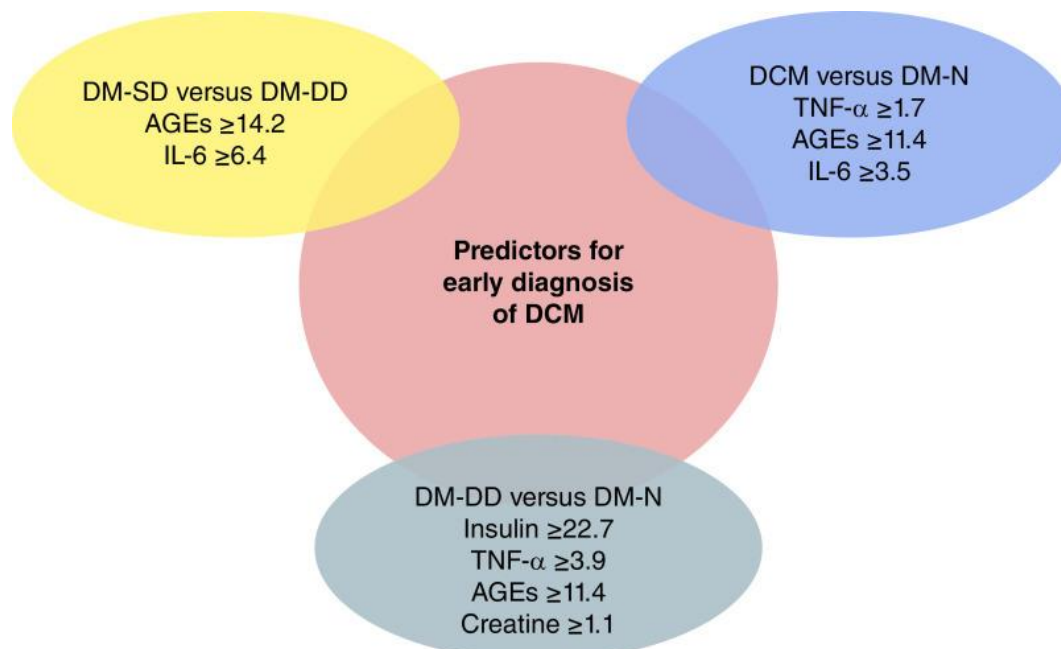 DM-SD versus DM-DD
AGEs ≥14.2
IL-6 ≥6.4
DCM versus DM-N
TNF-α ≥1.7
AGEs ≥11.4
IL-6 ≥3.5
Predictors for
early diagnosis
of DCM
DM-DD versus DM-N
Insulin ≥22.7
TNF-α ≥3.9
AGEs ≥11.4
Creatine ≥1.1